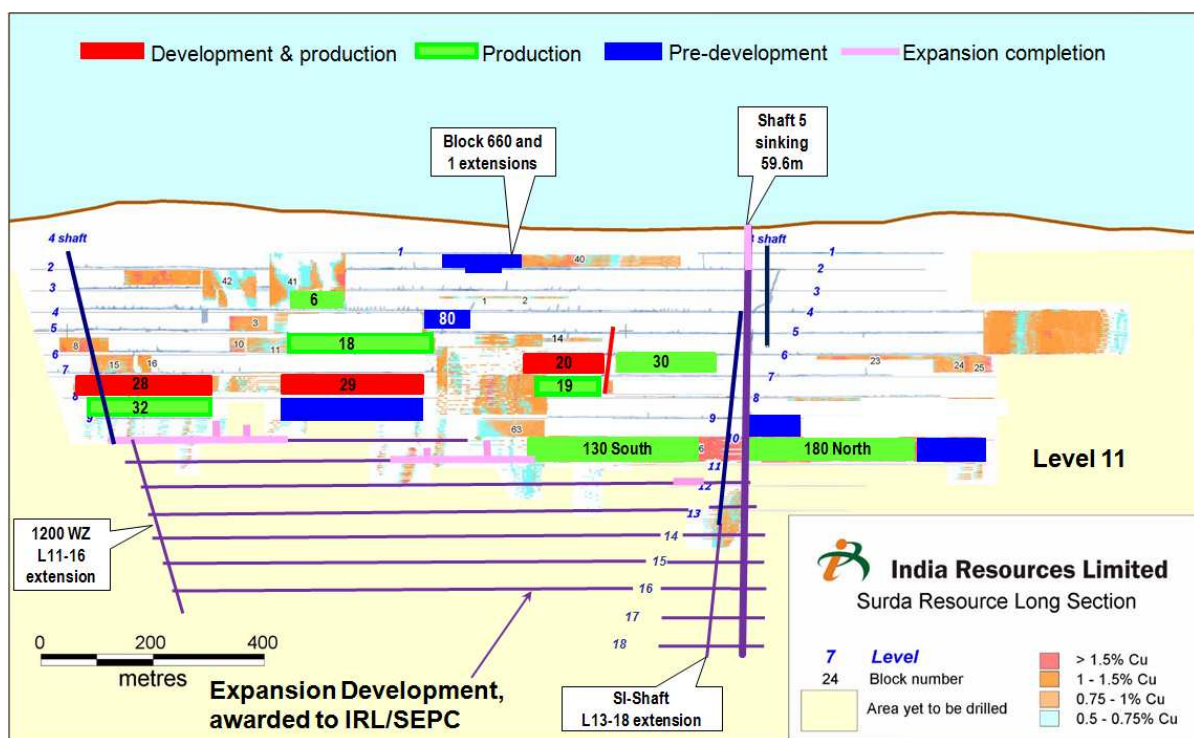 Development & production
Production
Pre-development
Expansion completion
Block 660 and
1 extensions
Shaft 5
sinking
59.6m
4 shaft
shaft
1
1
2
2
3
3
4
4
5
5
6
6
7
7
8
8
9
9
10
11
12
13
14
15
16
17
18
40
42
41
6
1
2
3
80
8
10
11
18
14
15
16
20
30
23
24
25
28
29
19
32
63
130 South
6
180 North
Level 11
1200 WZ
L11-16
extension
0
200
400
metres
Expansion Development,
awarded to IRL/SEPC
SI-Shaft
L13-18 extension
India Resources Limited
Surda Resource Long Section
7 Level
24 Block number
Area yet to be drilled
> 1.5% Cu
1 - 1.5% Cu
0.75 - 1% Cu
0.5 - 0.75% Cu